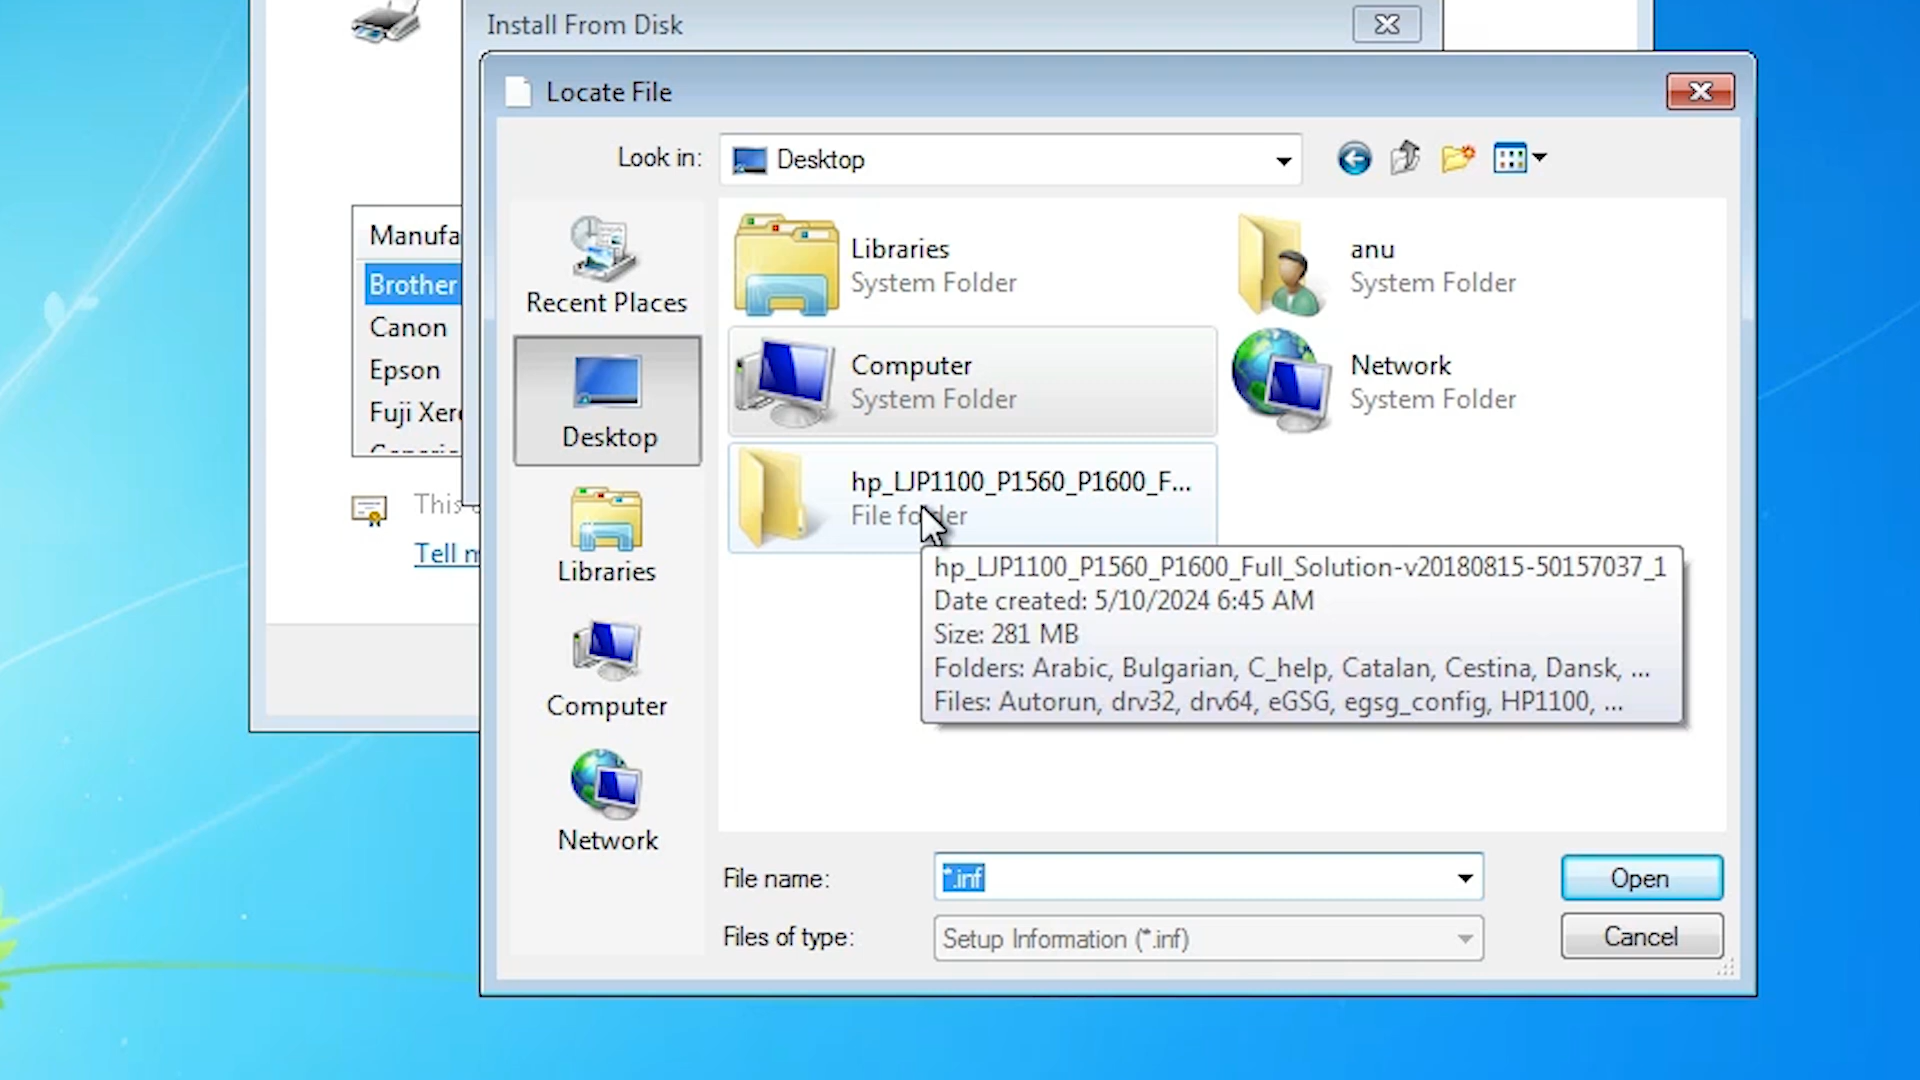 Install From Disk
Locate File
Look in:
Desktop
Recent Places
Desktop
Libraries
Computer
Network
Libraries
System Folder
anu
System Folder
Computer
System Folder
Network
System Folder
hp_LJP1100_P1560_P1600_F...
File folder
hp_LJP1100_P1560_P1600_Full_Solution-v20180815-50157037_1
Date created: 5/10/2024 6:45 AM
Size: 281 MB
Folders: Arabic, Bulgarian, C_help, Catalan, Cestina, Dansk, ...
Files: Autorun, drv32, drv64, eGSG, egsg_config, HP1100, ...
File name:
*.inf
Open
Files of type:
Setup Information (*.inf)
Cancel
Manufa
Brother
Canon
Epson
Fuji Xer
This
Tell